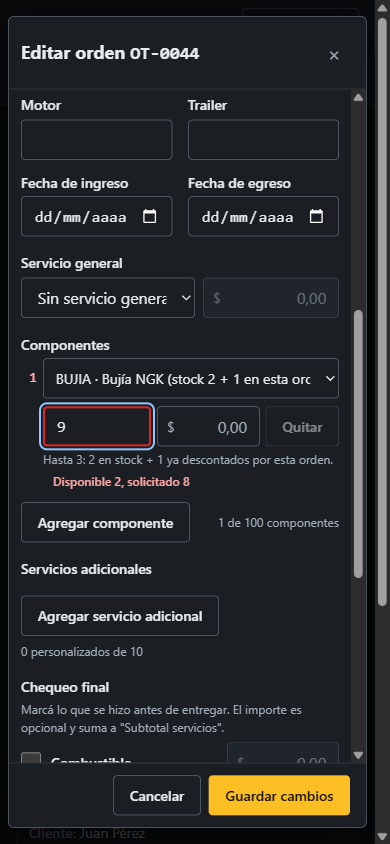 Editar orden OT-0044
×
Motor
Trailer
Fecha de ingreso
Fecha de egreso
dd/mm/aaaa
dd/mm/aaaa
Servicio general
Sin servicio genera
$ 0,00
Componentes
1
BUJIA · Bujía NGK (stock 2 + 1 en esta orc
9
$ 0,00
Quitar
Hasta 3: 2 en stock + 1 ya descontados por esta orden.
Disponible 2, solicitado 8
Agregar componente
1 de 100 componentes
Servicios adicionales
Agregar servicio adicional
0 personalizados de 10
Chequeo final
Marcá lo que se hizo antes de entregar. El importe es
opcional y suma a "Subtotal servicios".
Combustible
$ 0,00
Cancelar
Guardar cambios
Cliente: Juan Pérez